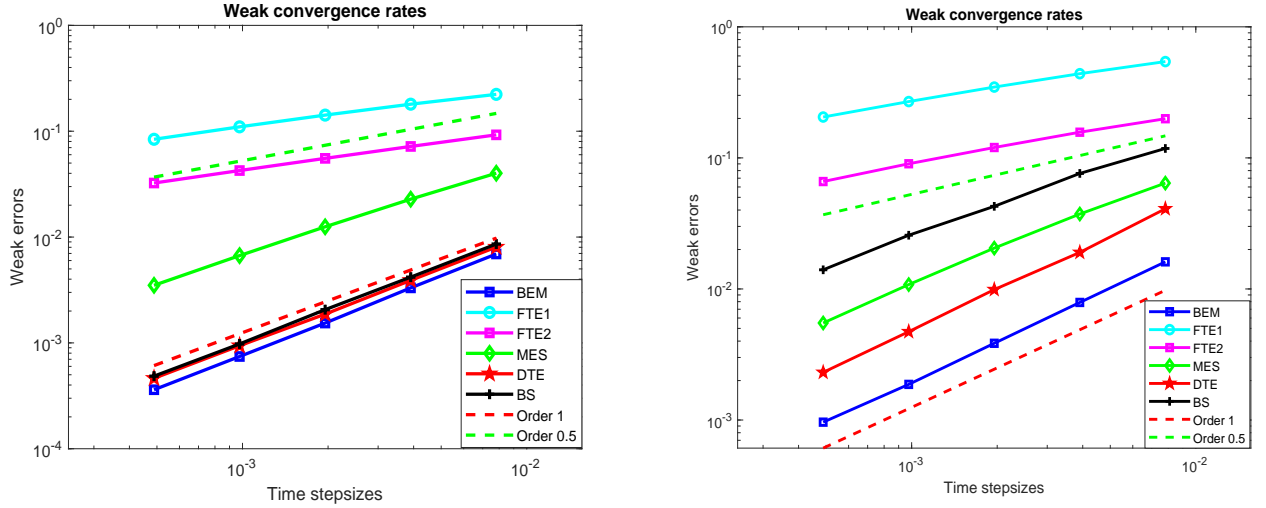 Weak convergence rates
10^0
10^-1
10^-2
10^-3
10^-4
Weak errors
BEM
FTE1
FTE2
MES
DTE
BS
Order 1
Order 0.5
10^-3
10^-2
Time stepsizes
Weak convergence rates
10^0
10^-1
10^-2
10^-3
Weak errors
BEM
FTE1
FTE2
MES
DTE
BS
Order 1
Order 0.5
10^-3
10^-2
Time stepsizes